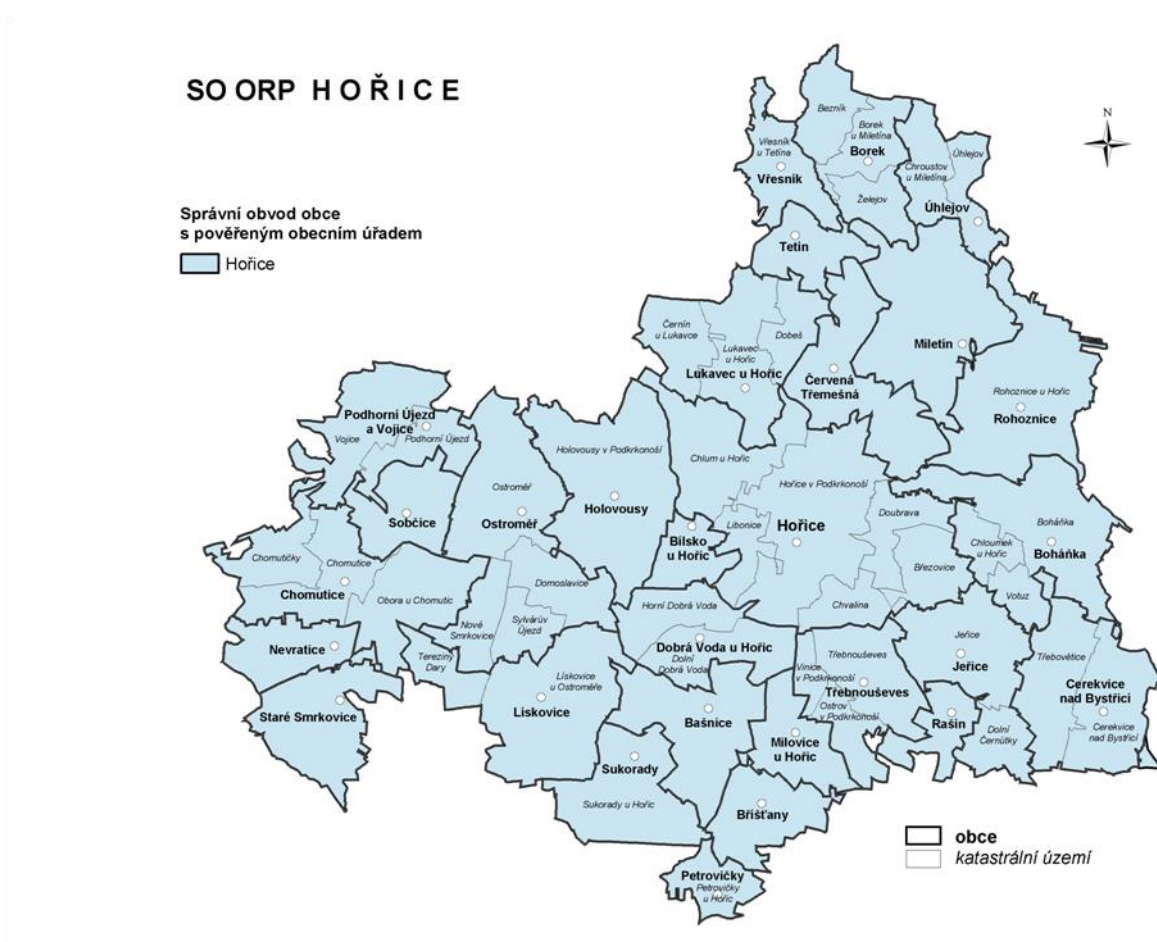 SO ORP HOŘICE
N
Správní obvod obce
s pověřeným obecním úřadem
Hořice
Bezník
Borek
u Miletína
Borek
Vřesník
u Tetína
Vřesník
Želejov
Chroustov
u Miletína
Úhlejov
Úhlejov
Tetín
Černín
u Lukavce
Lukavec
u Hořic
Dobeš
Lukavec u Hořic
Červená
Třemešná
Miletín
Rohoznice u Hořic
Rohoznice
Podhorní Újezd
a Vojice
Vojice
Podhorní Újezd
Sobčice
Ostroměř
Ostroměř
Holovousy v Podkrkonoší
Holovousy
Chlum u Hořic
Hořice v Podkrkonoší
Libonice
Hořice
Bílsko
u Hořic
Doubrava
Březovice
Chloumek
u Hořic
Boháňka
Boháňka
Votuz
Chvalina
Chomutičky
Chomutice
Chomutice
Obora u Chomutic
Domoslavice
Nové
Smrkovice
Sylvárův
Újezd
Terezíny
Dary
Nevratice
Staré Smrkovice
Horní Dobrá Voda
Dobrá Voda u Hořic
Dolní
Dobrá Voda
Lískovice
u Ostroměře
Lískovice
Bašnice
Sukorady
Sukorady u Hořic
Milovice
u Hořic
Třebnouševes
Vinice
v Podkrkonoší
Třebnouševes
Ostrov
v Podkrkonoší
Jeřice
Jeřice
Rašín
Dolní
Černůtky
Třebovětice
Cerekvice
nad Bystřicí
Cerekvice
nad Bystřicí
Bříšťany
Petrovičky
Petrovičky
u Hořic
obce
katastrální území